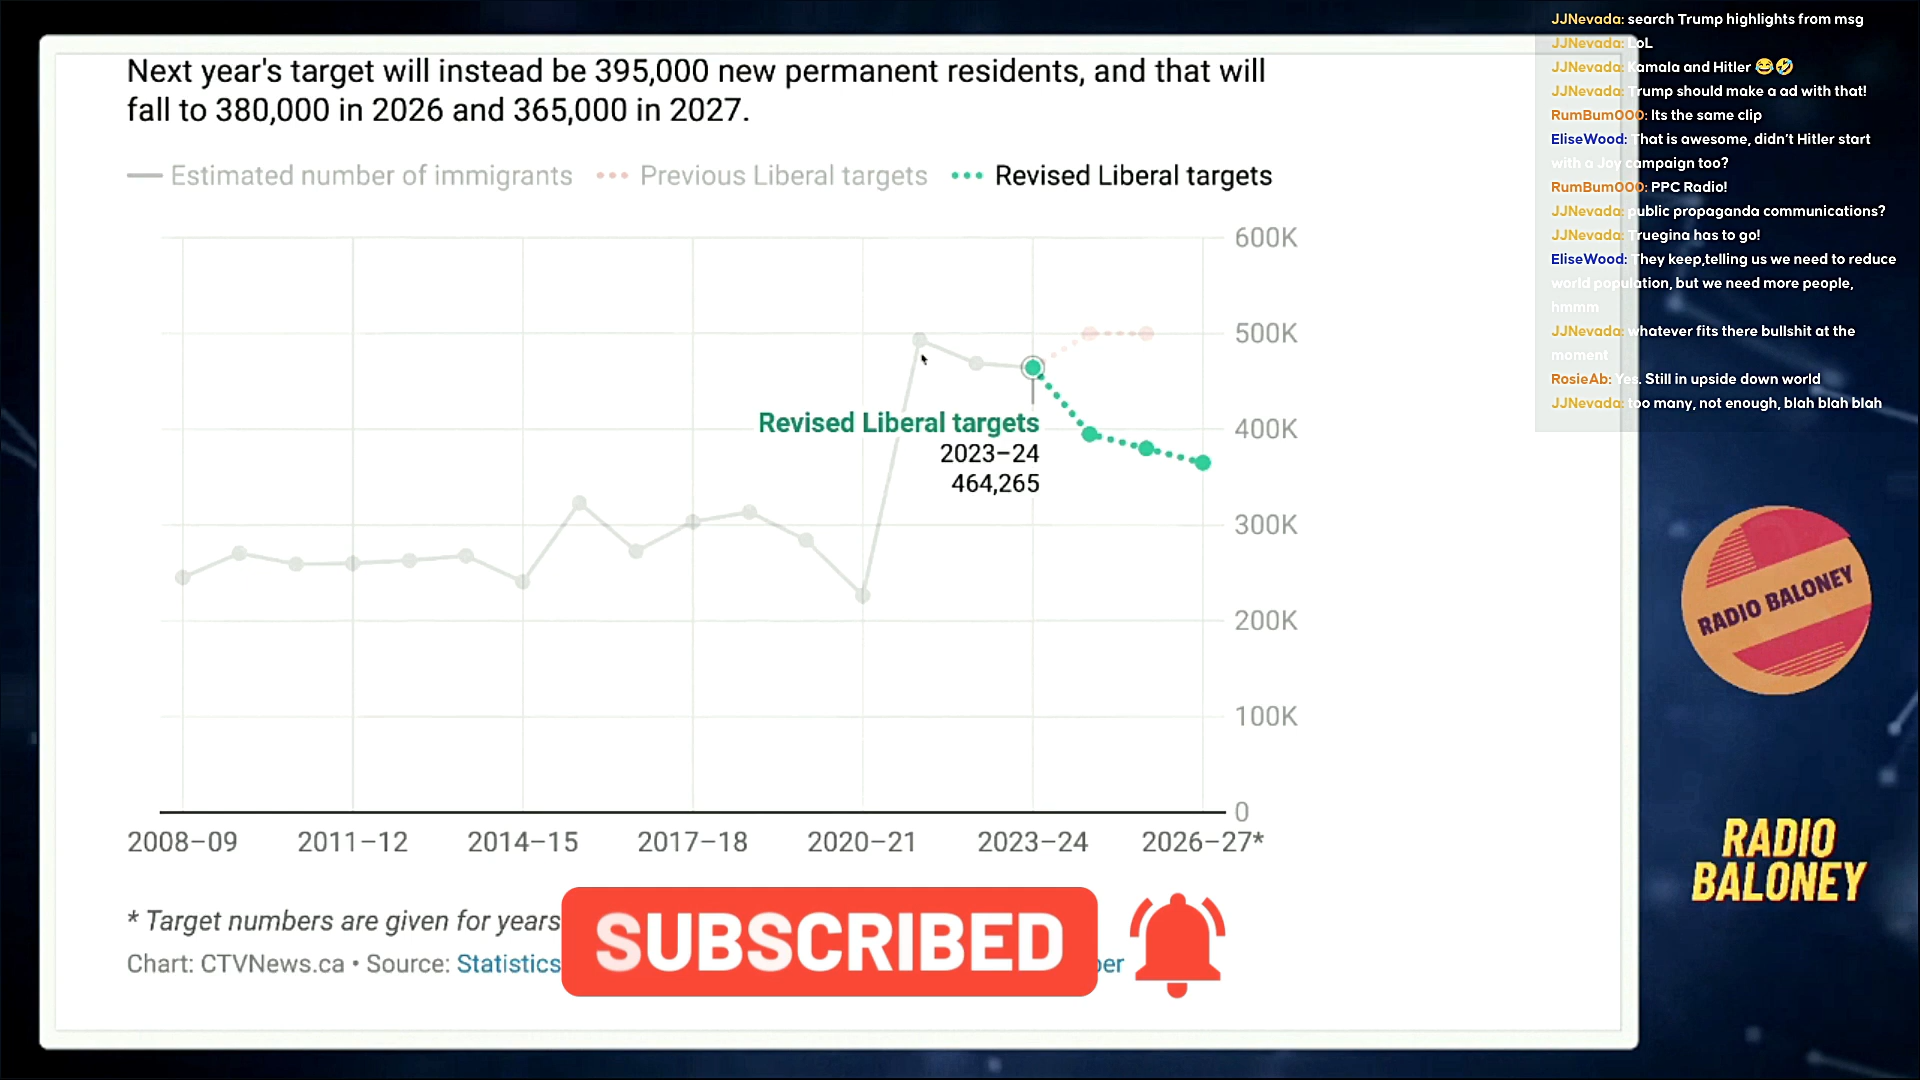 Next year's target will instead be 395,000 new permanent residents, and that will
fall to 380,000 in 2026 and 365,000 in 2027.
Estimated number of immigrants
Previous Liberal targets
Revised Liberal targets
600K
500K
400K
300K
200K
100K
0
Revised Liberal targets
2023–24
464,265
2008–09
2011–12
2014–15
2017–18
2020–21
2023–24
2026–27*
* Target numbers are given for years
Chart: CTVNews.ca • Source: Statistics
SUBSCRIBED
JJNevada: search Trump highlights from msg
JJNevada: LoL
JJNevada: Kamala and Hitler 😂🤣
JJNevada: Trump should make a ad with that!
RumBum000: Its the same clip
EliseWood: That is awesome, didn't Hitler start
with a Joy campaign too?
RumBum000: PPC Radio!
JJNevada: public propaganda communications?
JJNevada: Truegina has to go!
EliseWood: They keep,telling us we need to reduce
world population, but we need more people,
hmmm
JJNevada: whatever fits there bullshit at the
moment
RosieAb: Yes. Still in upside down world
JJNevada: too many, not enough, blah blah blah
RADIO BALONEY
RADIO
BALONEY